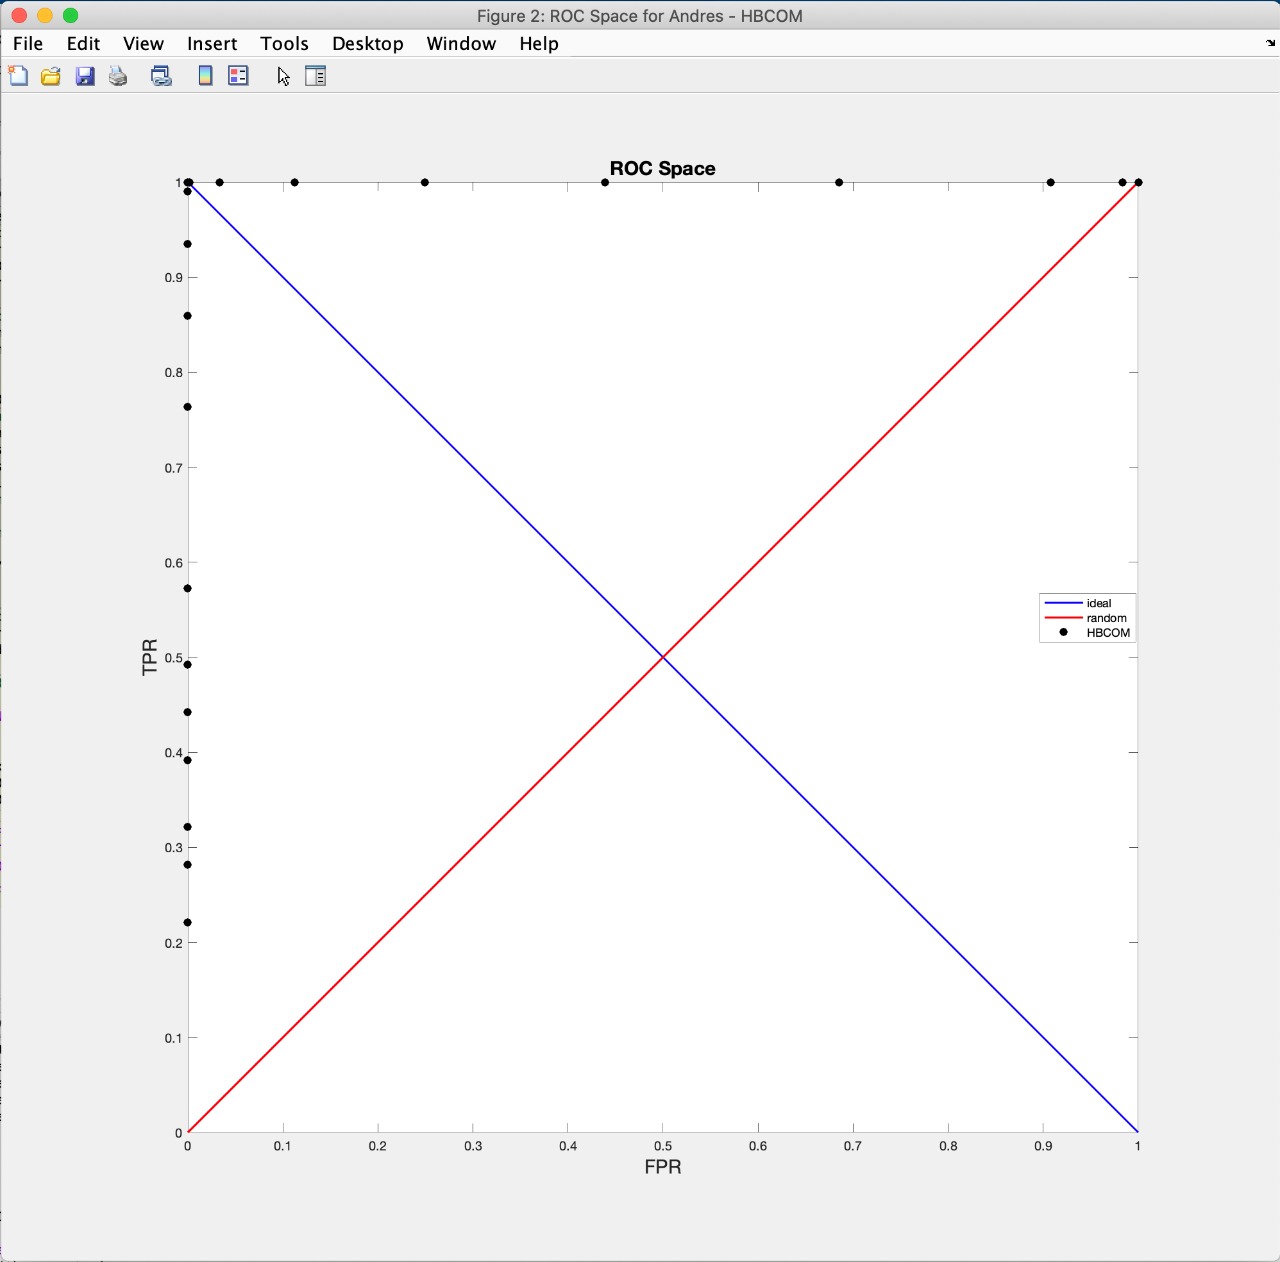 Figure 2: ROC Space for Andres - HBCOM
File Edit View Insert Tools Desktop Window Help
ROC Space
1
0.9
0.8
0.7
0.6
0.5
0.4
0.3
0.2
0.1
0
TPR
ideal
random
HBCOM
0 0.1 0.2 0.3 0.4 0.5 0.6 0.7 0.8 0.9 1
FPR